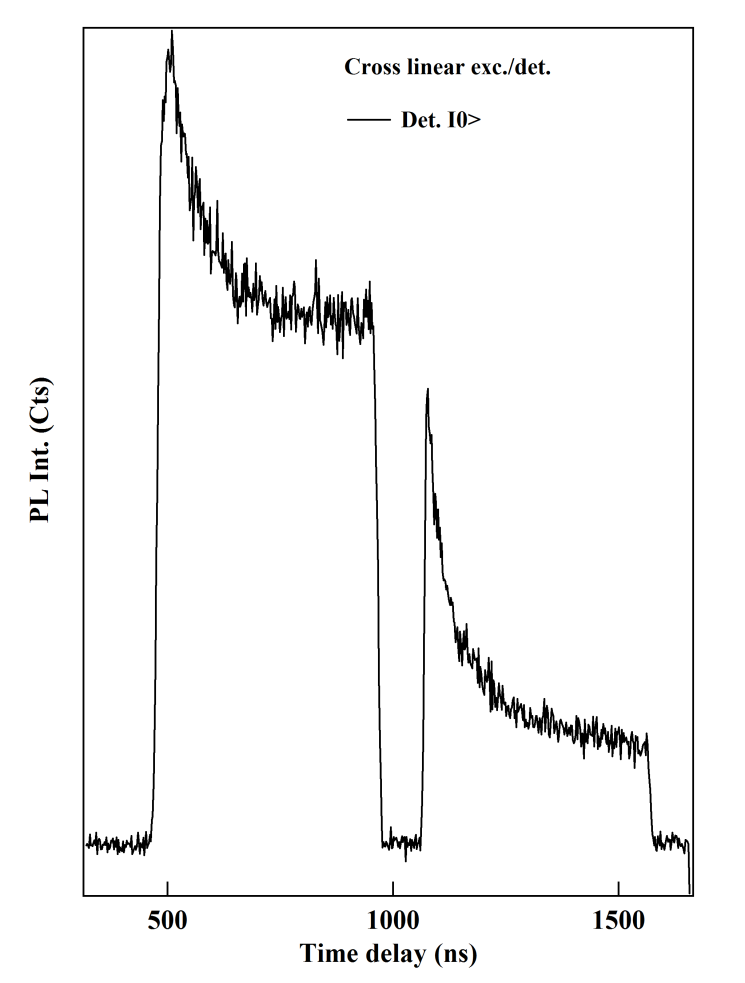 Cross linear exc./det.
Det. I0>
PL Int. (Cts)
500 1000 1500
Time delay (ns)